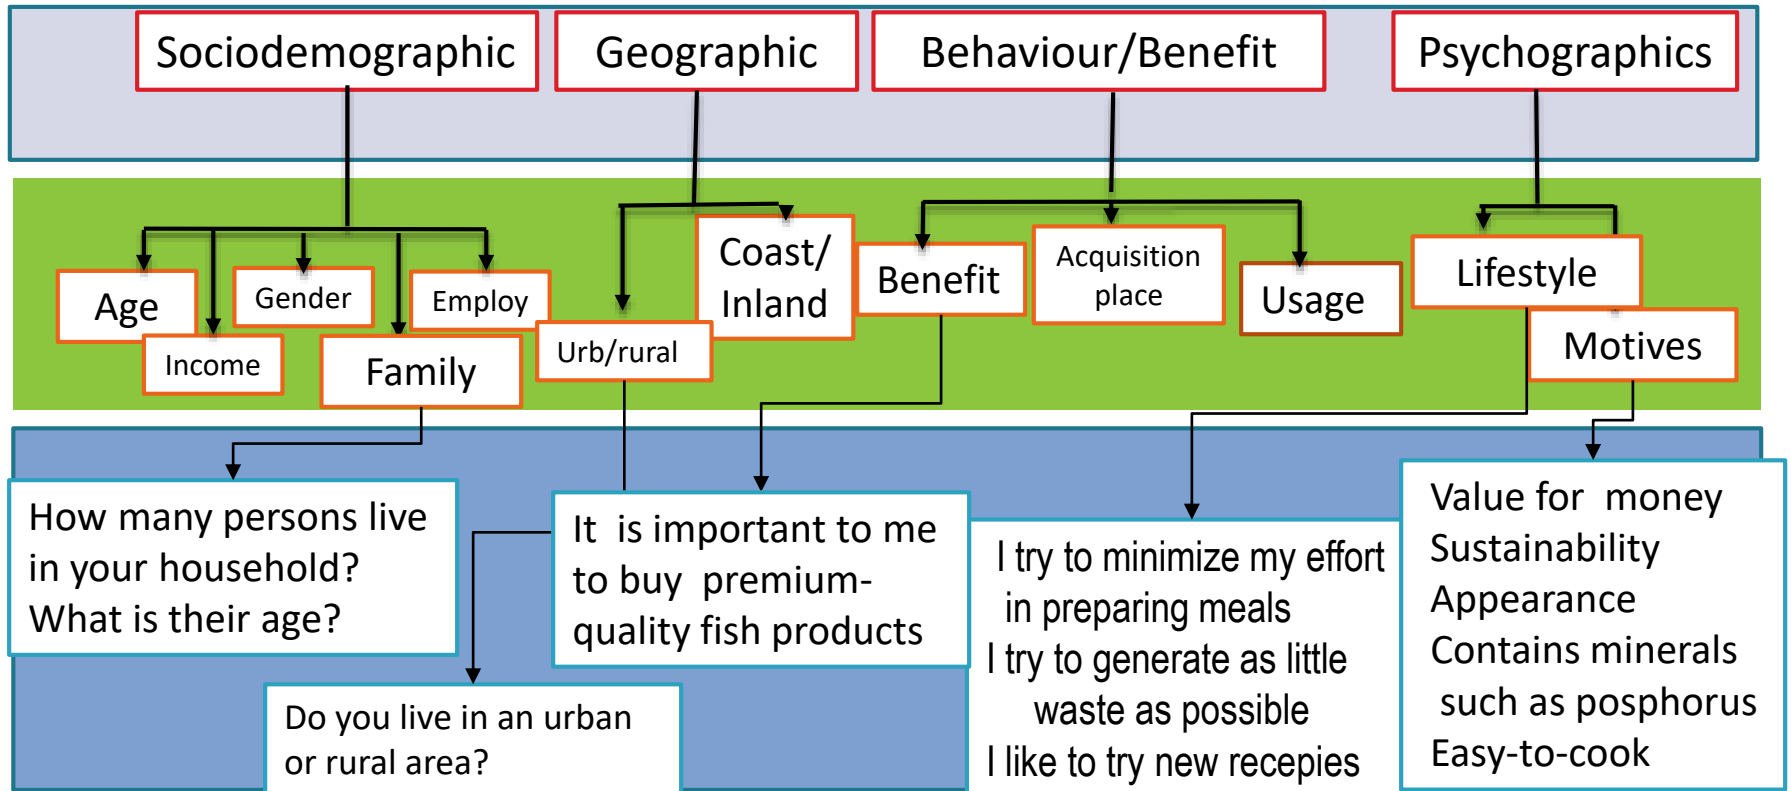 Sociodemographic
Geographic
Behaviour/Benefit
Psychographics
Age
Income
Gender
Family
Employ
Urb/rural
Coast/
Inland
Benefit
Acquisition
place
Usage
Lifestyle
Motives
How many persons live
in your household?
What is their age?
Do you live in an urban
or rural area?
It is important to me
to buy premium-
quality fish products
I try to minimize my effort
in preparing meals
I try to generate as little
waste as possible
I like to try new recepies
Value for money
Sustainability
Appearance
Contains minerals
such as posphorus
Easy-to-cook